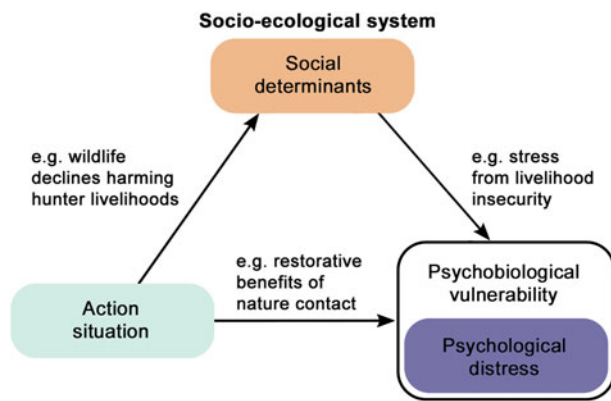 Socio-ecological system
Social
determinants
e.g. wildlife
declines harming
hunter livelihoods
e.g. stress
from livelihood
insecurity
e.g. restorative
benefits of
nature contact
Action
situation
Psychobiological
vulnerability
Psychological
distress